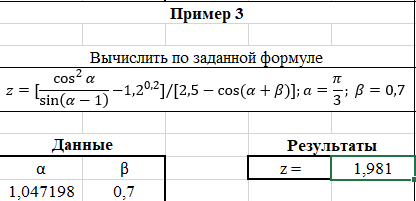 Пример 3
Вычислить по заданной формуле
z = [cos² α / sin(α − 1) −1,2^0,2]/[2,5 − cos(α + β)]; α = π/3; β = 0,7
Данные Результаты
α β z = 1,981
1,047198 0,7